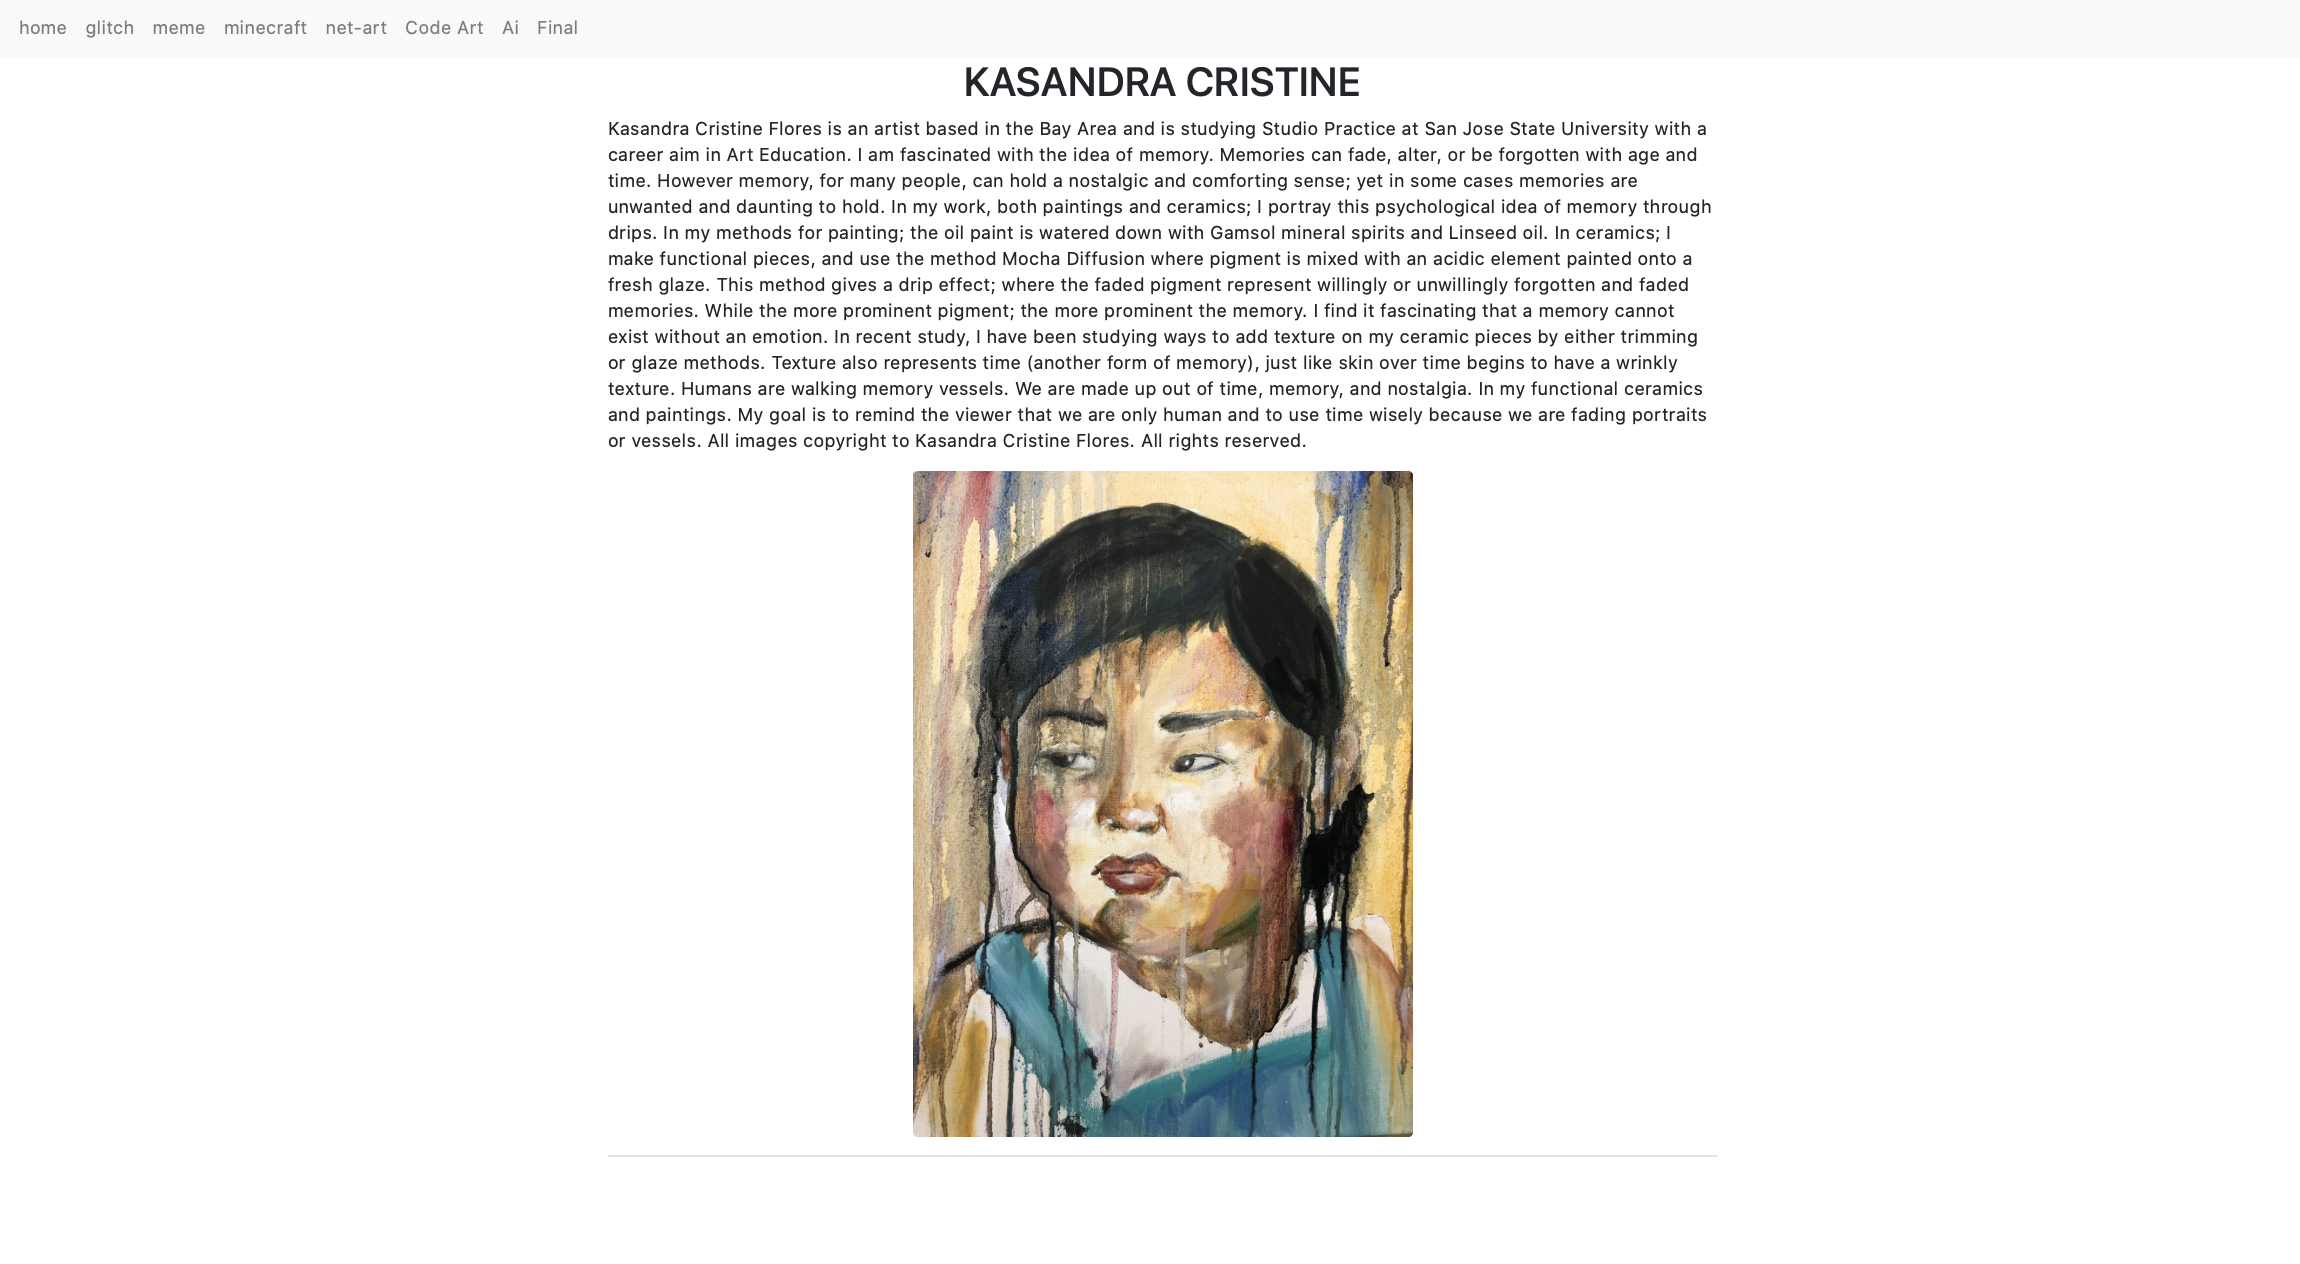 home glitch meme minecraft net-art Code Art Ai Final
KASANDRA CRISTINE
Kasandra Cristine Flores is an artist based in the Bay Area and is studying Studio Practice at San Jose State University with a
career aim in Art Education. I am fascinated with the idea of memory. Memories can fade, alter, or be forgotten with age and
time. However memory, for many people, can hold a nostalgic and comforting sense; yet in some cases memories are
unwanted and daunting to hold. In my work, both paintings and ceramics; I portray this psychological idea of memory through
drips. In my methods for painting; the oil paint is watered down with Gamsol mineral spirits and Linseed oil. In ceramics; I
make functional pieces, and use the method Mocha Diffusion where pigment is mixed with an acidic element painted onto a
fresh glaze. This method gives a drip effect; where the faded pigment represent willingly or unwillingly forgotten and faded
memories. While the more prominent pigment; the more prominent the memory. I find it fascinating that a memory cannot
exist without an emotion. In recent study, I have been studying ways to add texture on my ceramic pieces by either trimming
or glaze methods. Texture also represents time (another form of memory), just like skin over time begins to have a wrinkly
texture. Humans are walking memory vessels. We are made up out of time, memory, and nostalgia. In my functional ceramics
and paintings. My goal is to remind the viewer that we are only human and to use time wisely because we are fading portraits
or vessels. All images copyright to Kasandra Cristine Flores. All rights reserved.